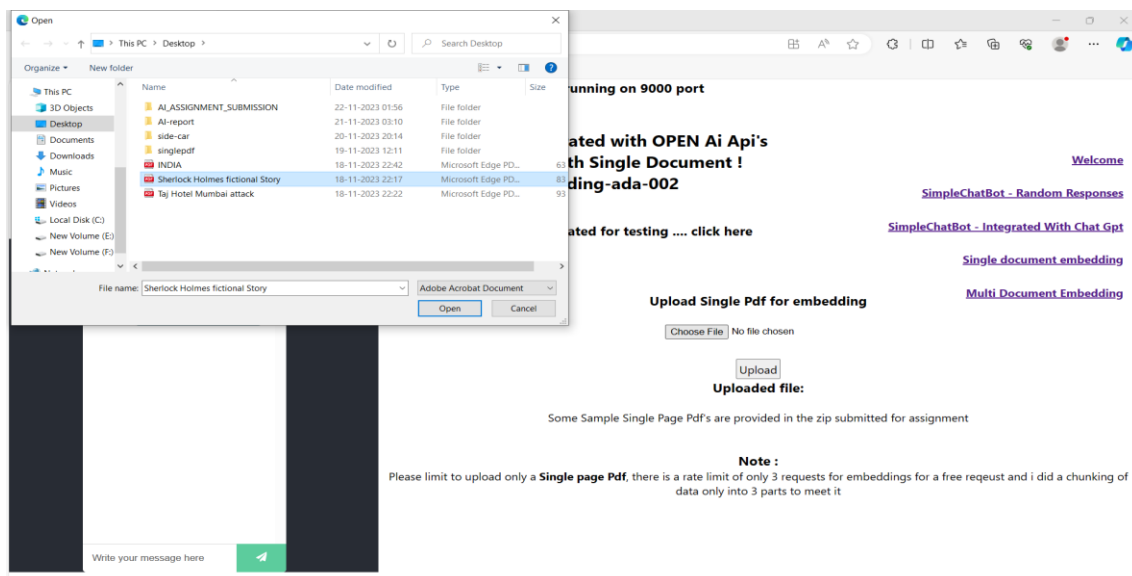 Open
This PC > Desktop >
Search Desktop
Organize
New folder
Name
Date modified
Type
Size
This PC
3D Objects
Desktop
Documents
Downloads
Music
Pictures
Videos
Local Disk (C:)
New Volume (E:)
New Volume (F:)
AI_ASSIGNMENT_SUBMISSION 22-11-2023 01:56 File folder
AI-report 21-11-2023 03:10 File folder
side-car 20-11-2023 20:14 File folder
singlepdf 19-11-2023 12:11 File folder
INDIA 18-11-2023 22:42 Microsoft Edge PD... 63
Sherlock Holmes fictional Story 18-11-2023 22:17 Microsoft Edge PD... 83
Taj Hotel Mumbai attack 18-11-2023 22:22 Microsoft Edge PD... 93
File name: Sherlock Holmes fictional Story
Adobe Acrobat Document
Open
Cancel
running on 9000 port
ated with OPEN Ai Api's
th Single Document !
ding-ada-002
ated for testing .... click here
Welcome
SimpleChatBot - Random Responses
SimpleChatBot - Integrated With Chat Gpt
Single document embedding
Multi Document Embedding
Upload Single Pdf for embedding
Choose File No file chosen
Upload
Uploaded file:
Some Sample Single Page Pdf's are provided in the zip submitted for assignment
Note :
Please limit to upload only a Single page Pdf, there is a rate limit of only 3 requests for embeddings for a free reqeust and i did a chunking of
data only into 3 parts to meet it
Write your message here